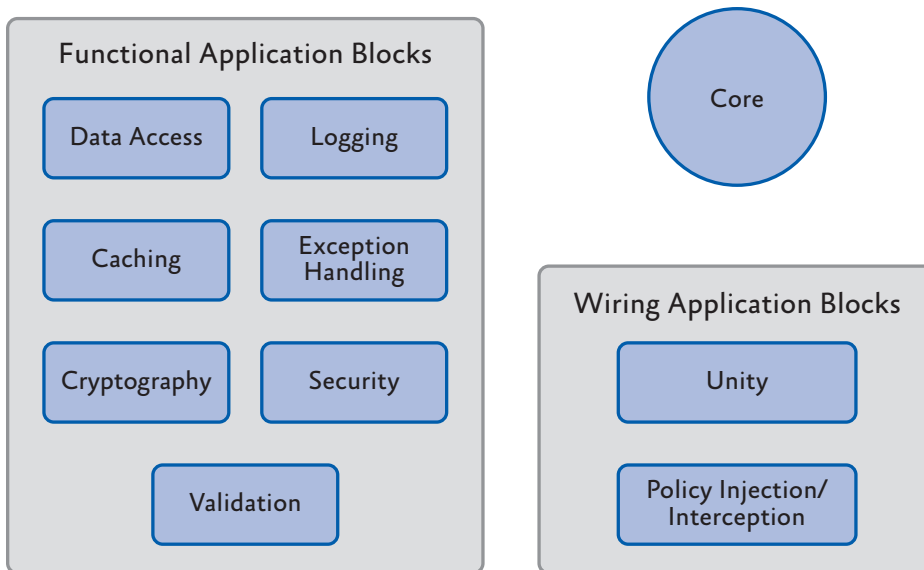 Functional Application Blocks
Data Access
Logging
Caching
Exception
Handling
Cryptography
Security
Validation
Core
Wiring Application Blocks
Unity
Policy Injection/
Interception